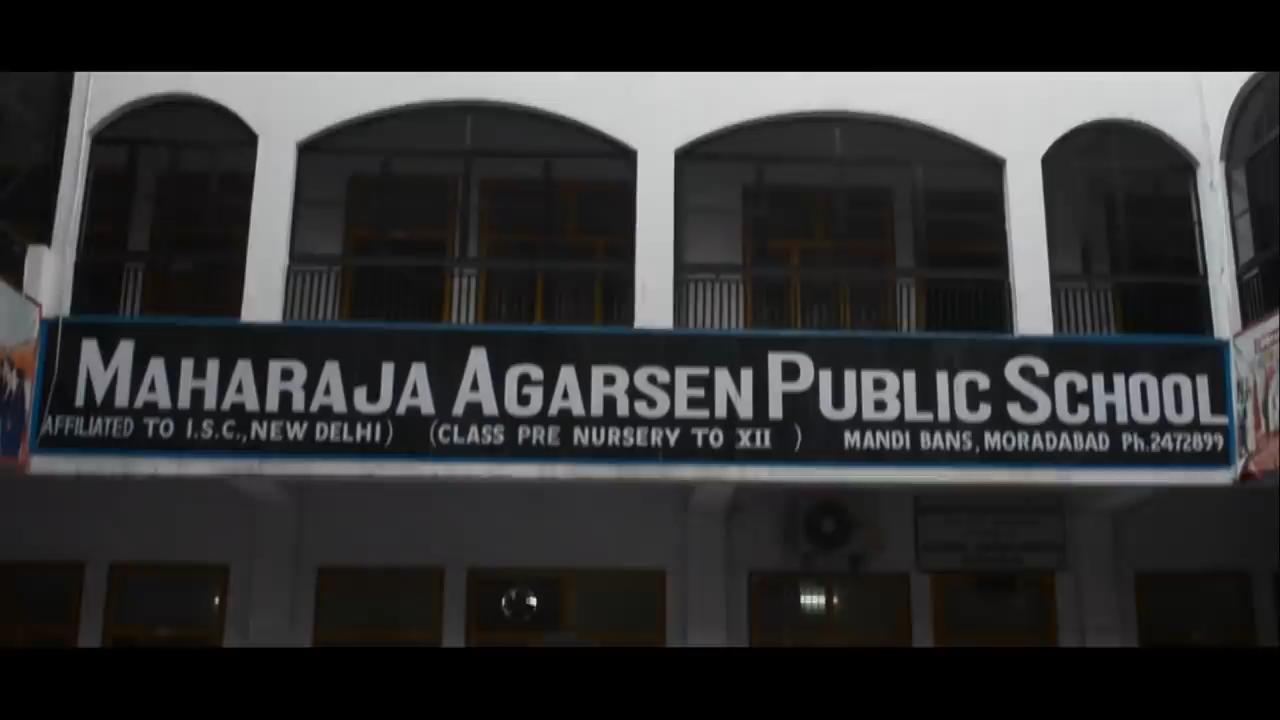 MAHARAJA AGARSEN PUBLIC SCHOOL
AFFILIATED TO I.S.C., NEW DELHI) (CLASS PRE NURSERY TO XII ) MANDI BANS, MORADABAD Ph.2472899